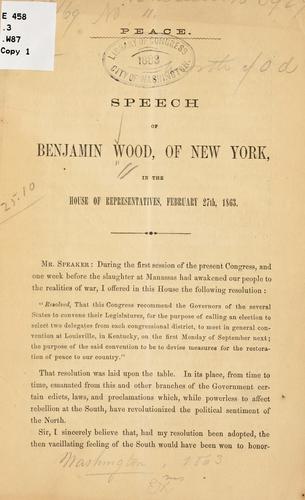 E 458
.3
.W87
Copy 1
No 11.
PEACE.
LIBRARY OF CONGRESS
1883
CITY OF WASHINGTON.
SPEECH
OF
BENJAMIN WOOD, OF NEW YORK,
IN THE
HOUSE OF REPRESENTATIVES, FEBRUARY 27th, 1863.
25.10
MR. SPEAKER: During the first session of the present Congress, and
one week before the slaughter at Manassas had awakened our people to
the realities of war, I offered in this House the following resolution:
"Resolved, That this Congress recommend the Governors of the several
States to convene their Legislatures, for the purpose of calling an election to
select two delegates from each congressional district, to meet in general con-
vention at Louisville, in Kentucky, on the first Monday of September next;
the purpose of the said convention to be to devise measures for the restora-
tion of peace to our country."
That resolution was laid upon the table. In its place, from time to
time, emanated from this and other branches of the Government cer-
tain edicts, laws, and proclamations which, while powerless to affect
rebellion at the South, have revolutionized the political sentiment of
the North.
Sir, I sincerely believe that, had my resolution been adopted, the
then vacillating feeling of the South would have been won to honor-
Washington, 1863